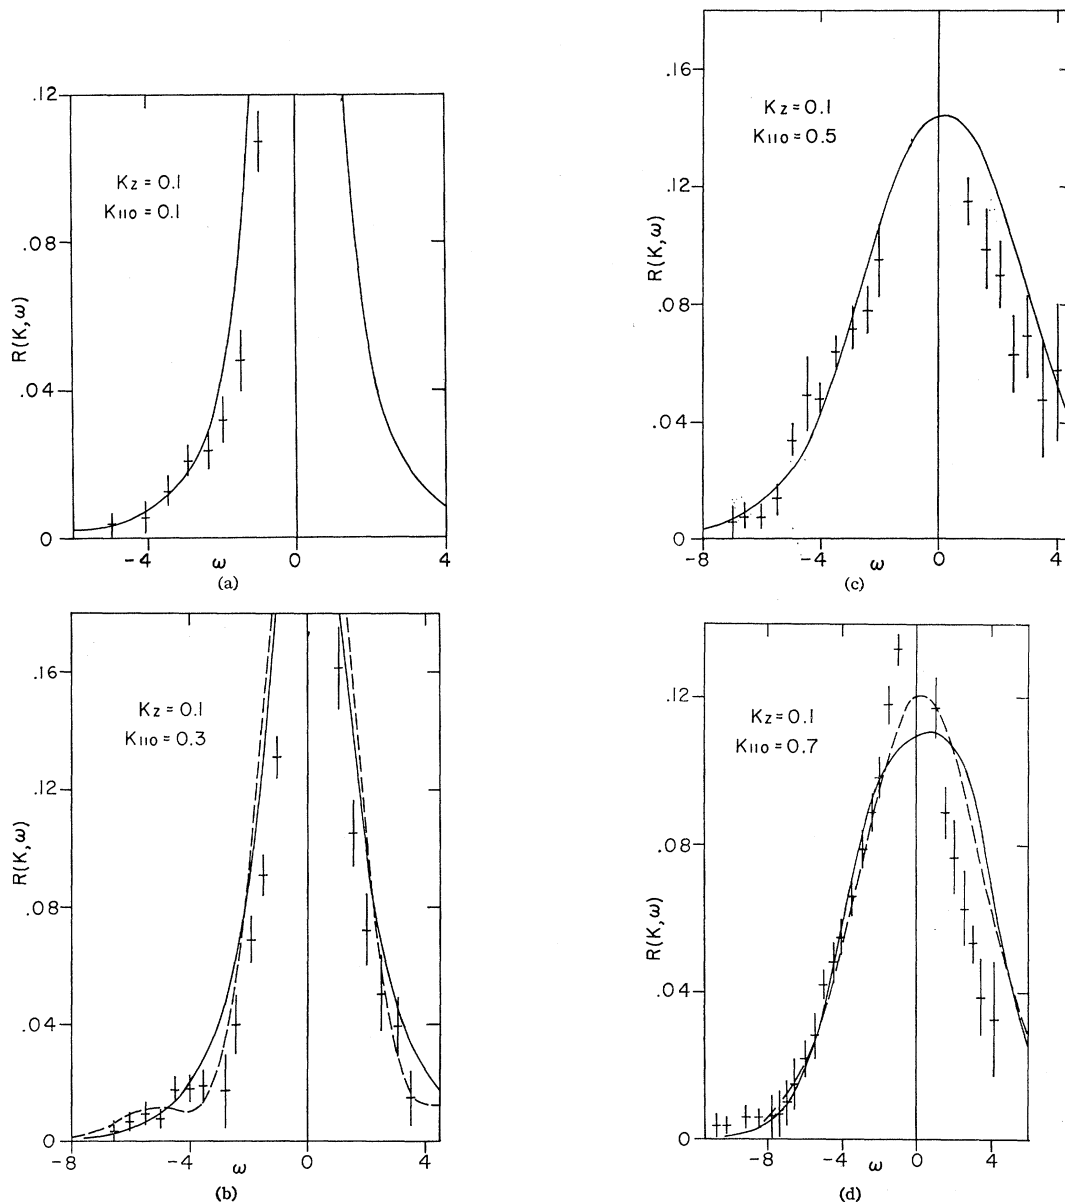 .12
.08
.04
0
R(K,ω)
Kz = 0.1
K110 = 0.1
-4
0
4
ω
(a)
.16
.12
.08
.04
0
R(K,ω)
Kz = 0.1
K110 = 0.3
-8
-4
0
4
ω
(b)
.16
.12
.08
.04
0
R(K,ω)
Kz = 0.1
K110 = 0.5
-8
-4
0
4
ω
(c)
.12
.08
.04
0
R(K,ω)
Kz = 0.1
K110 = 0.7
-8
-4
0
4
ω
(d)